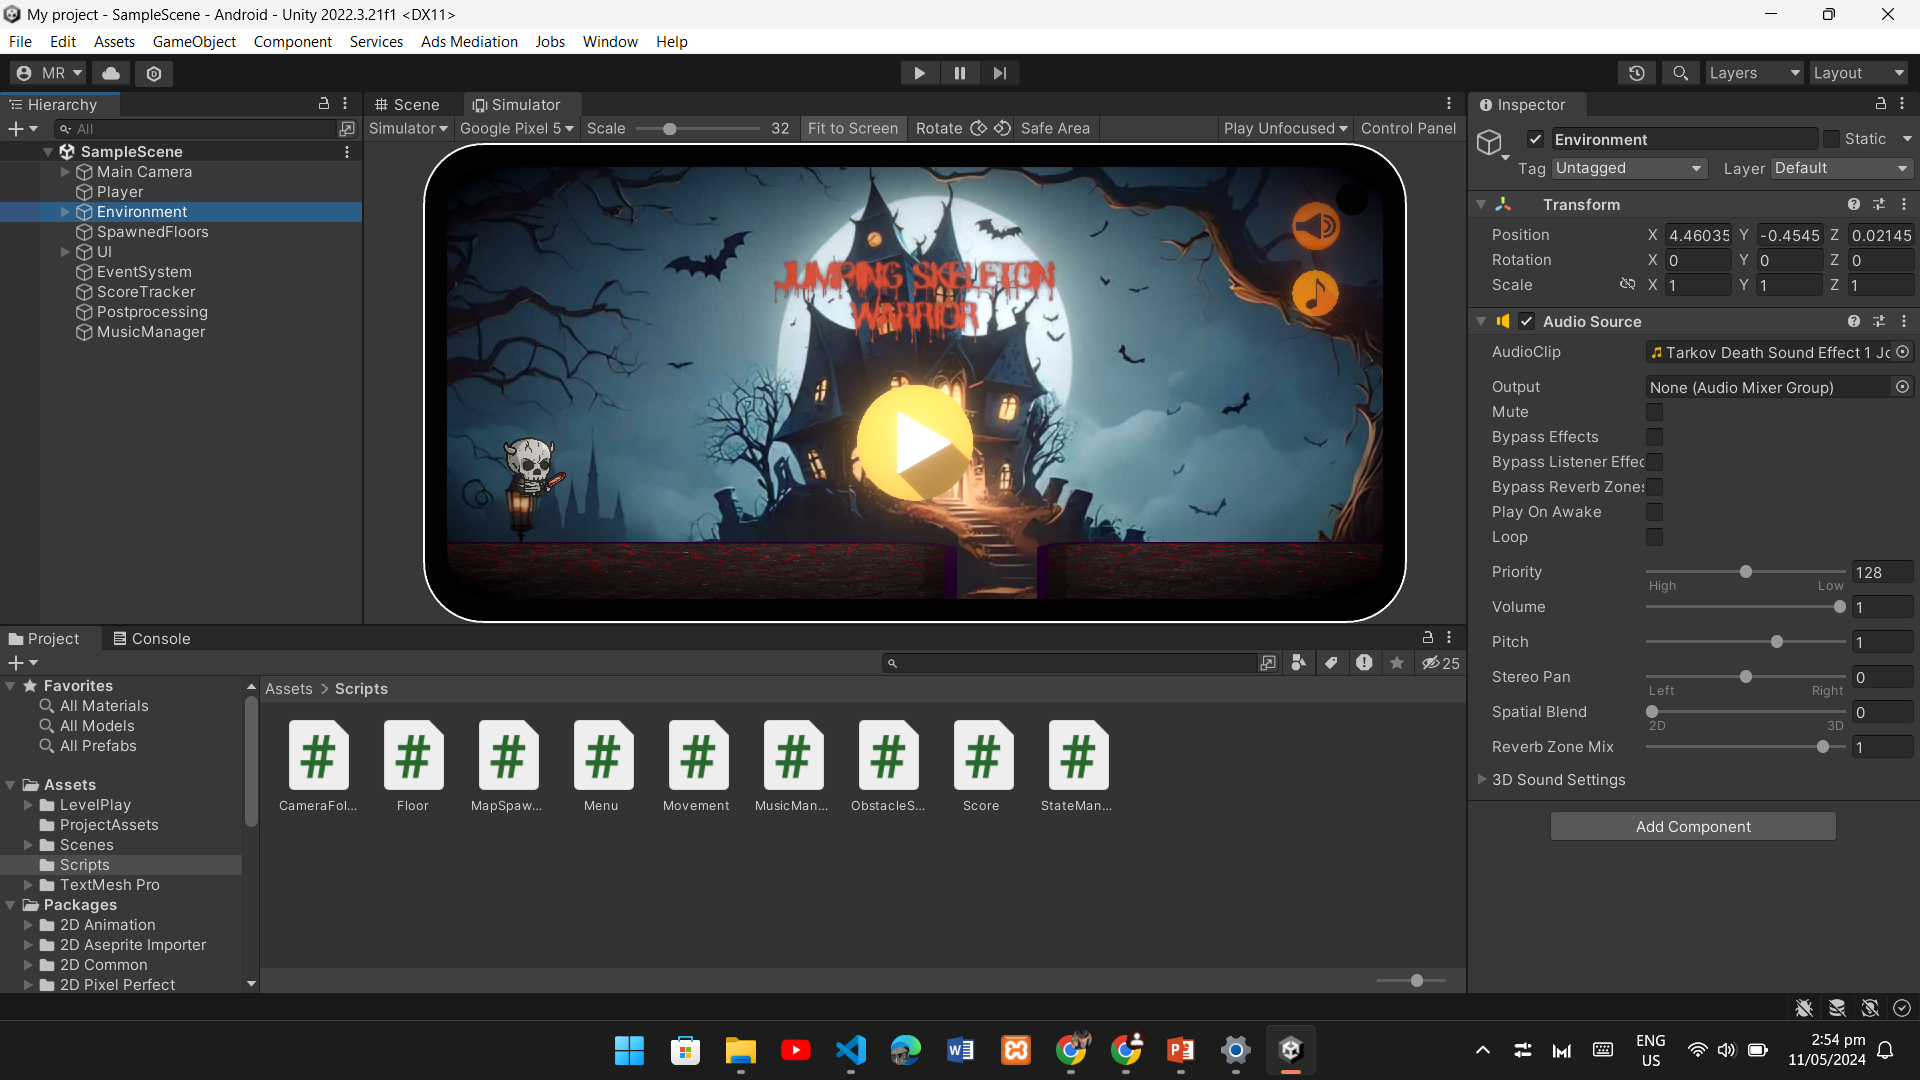 My project - SampleScene - Android - Unity 2022.3.21f1 <DX11>
File Edit Assets GameObject Component Services Ads Mediation Jobs Window Help
MR
Layers
Layout
Hierarchy
All
SampleScene
Main Camera
Player
Environment
SpawnedFloors
UI
EventSystem
ScoreTracker
Postprocessing
MusicManager
Scene
Simulator
Simulator
Google Pixel 5
Scale
32
Fit to Screen
Rotate
Safe Area
Play Unfocused
Control Panel
JUMPING SKELETON
WARRIOR
Inspector
Environment
Static
Tag Untagged
Layer Default
Transform
Position X 4.46035 Y -0.4545 Z 0.02145
Rotation X 0 Y 0 Z 0
Scale X 1 Y 1 Z 1
Audio Source
AudioClip Tarkov Death Sound Effect 1 Jo
Output None (Audio Mixer Group)
Mute
Bypass Effects
Bypass Listener Effec
Bypass Reverb Zones
Play On Awake
Loop
Priority 128
High Low
Volume 1
Pitch 1
Stereo Pan 0
Left Right
Spatial Blend 0
2D 3D
Reverb Zone Mix 1
3D Sound Settings
Add Component
Project
Console
25
Favorites
All Materials
All Models
All Prefabs
Assets
LevelPlay
ProjectAssets
Scenes
Scripts
TextMesh Pro
Packages
2D Animation
2D Aseprite Importer
2D Common
2D Pixel Perfect
Assets > Scripts
CameraFol...
Floor
MapSpaw...
Menu
Movement
MusicMan...
ObstacleS...
Score
StateMan...
ENG
US
2:54 pm
11/05/2024